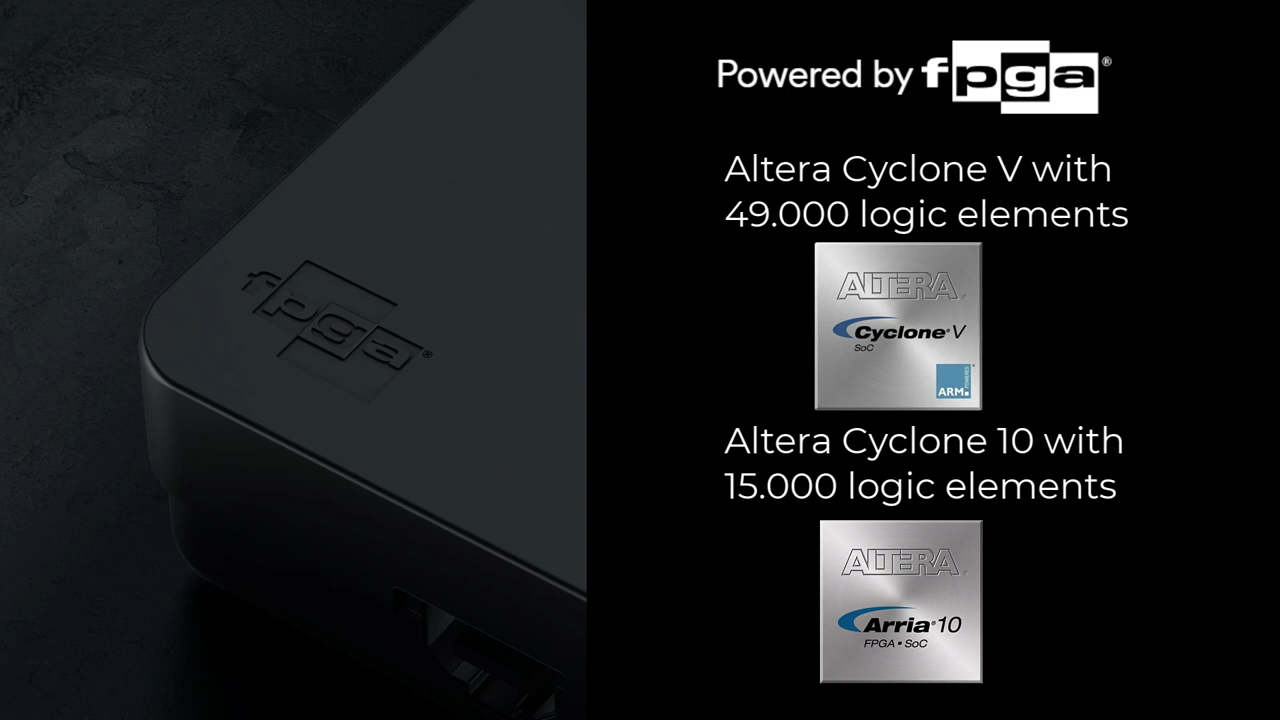 Powered by fpga®
Altera Cyclone V with
49.000 logic elements
fpga®
ALTERA®
Cyclone® V
SoC
ARM® POWERED
Altera Cyclone 10 with
15.000 logic elements
ALTERA®
Arria® 10
FPGA ▪ SoC